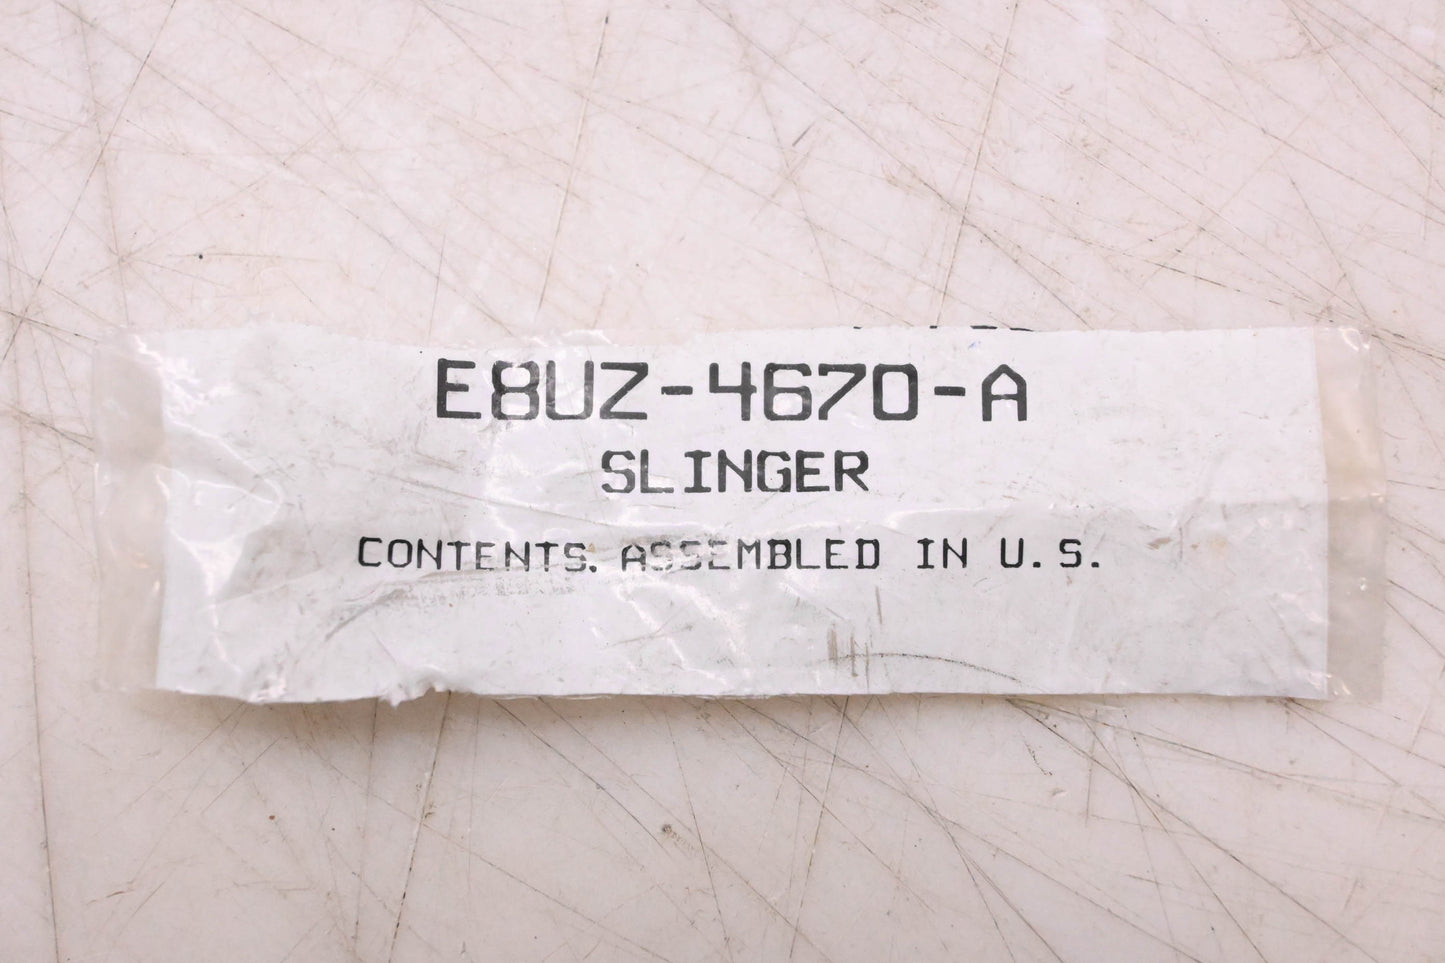 E8UZ-4670-A
SLINGER
CONTENTS. ASSEMBLED IN U.S.